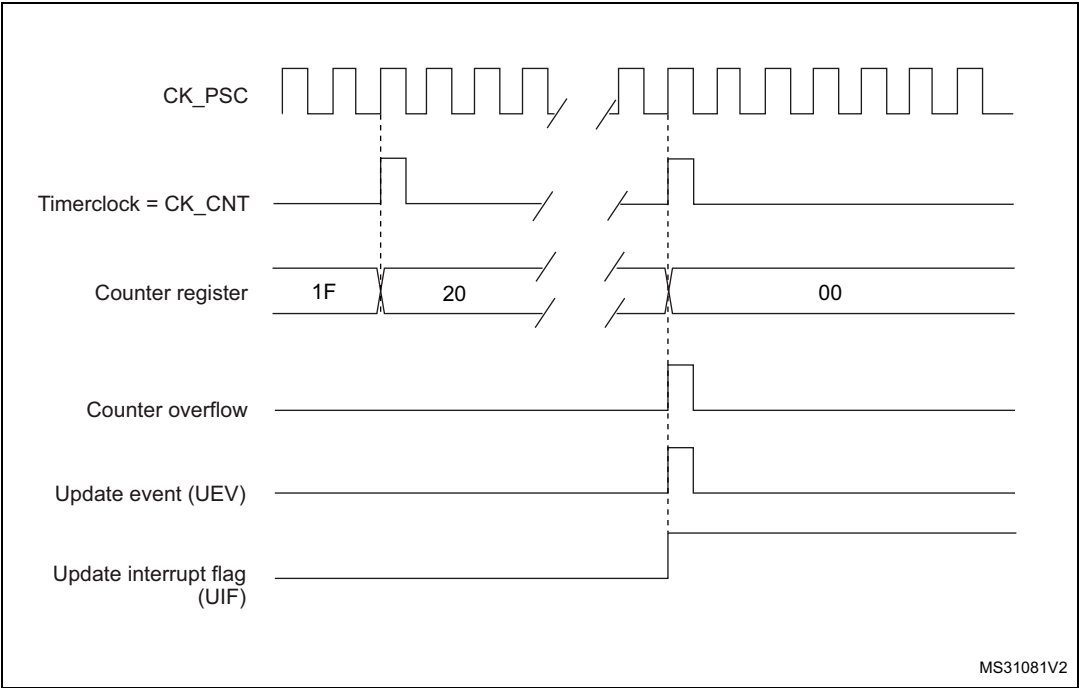 CK_PSC
Timerclock = CK_CNT
Counter register
1F
20
00
Counter overflow
Update event (UEV)
Update interrupt flag
(UIF)
MS31081V2